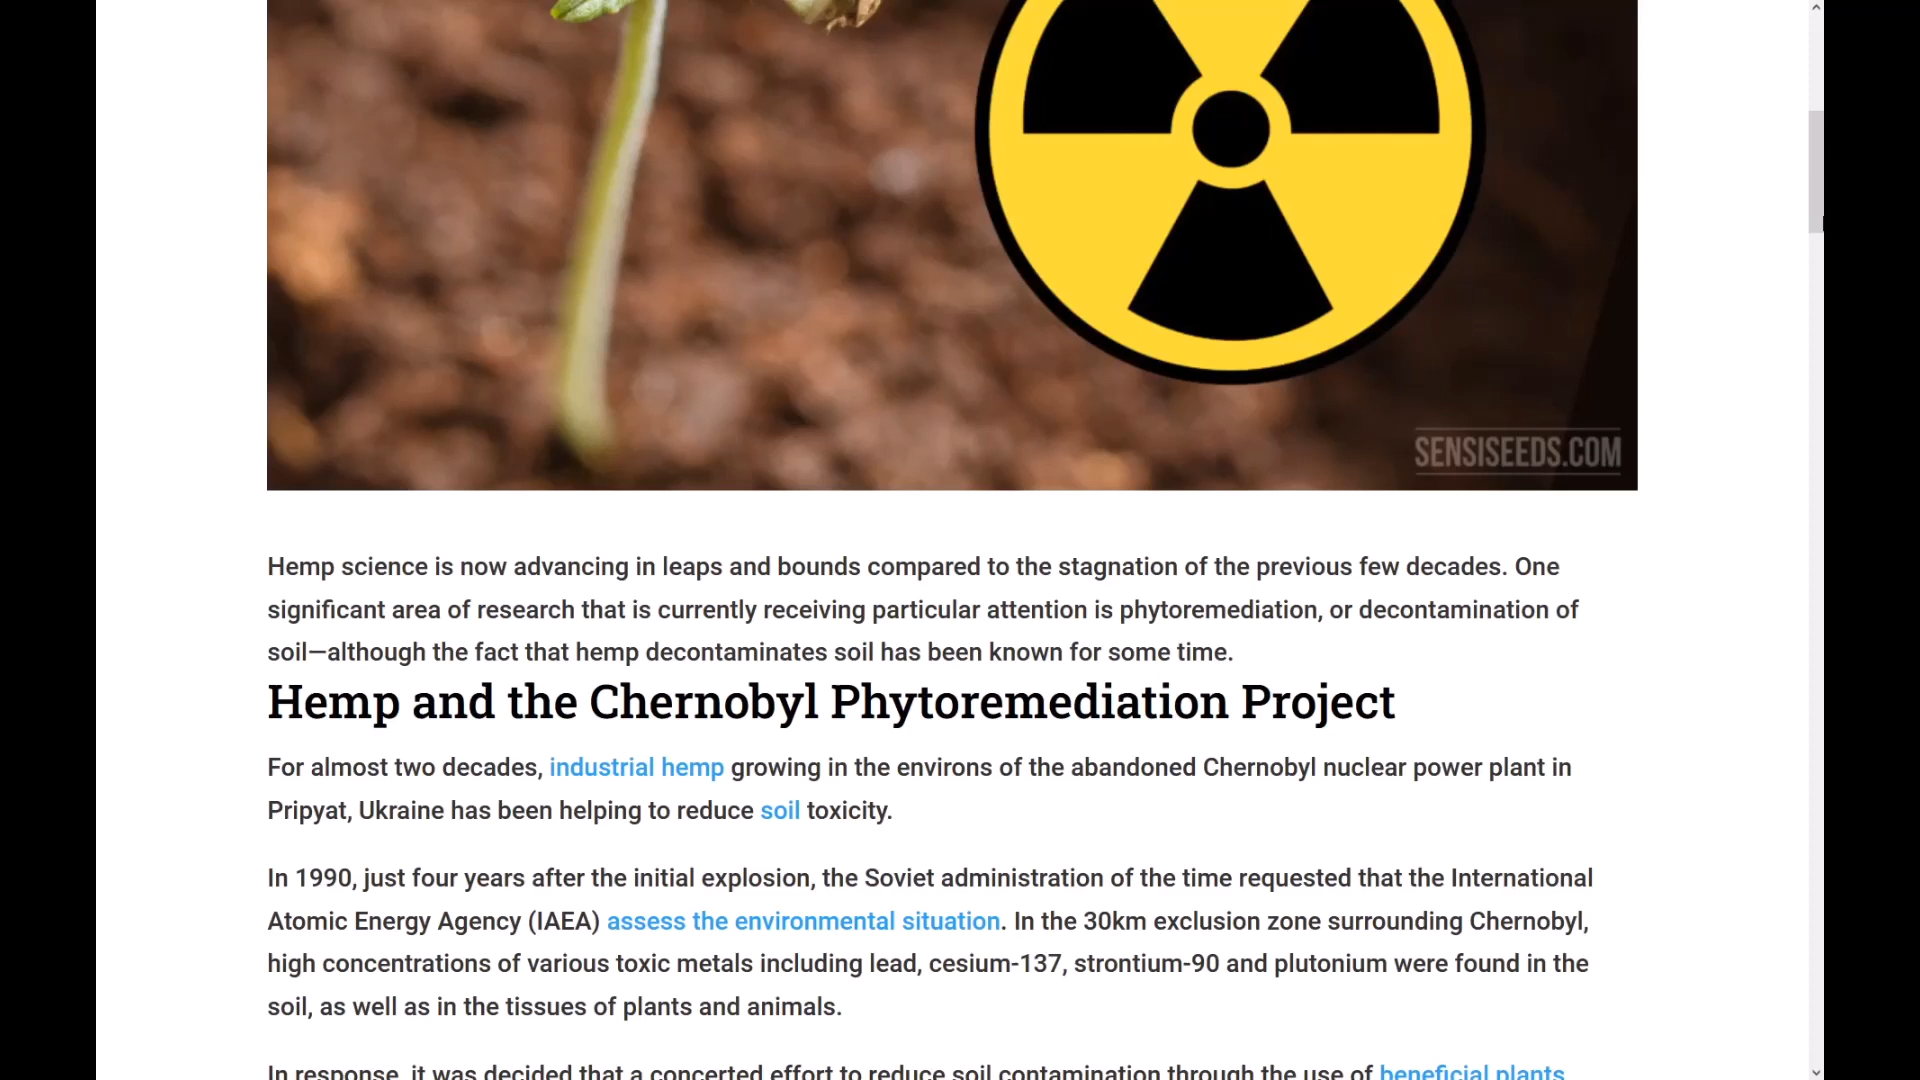 SENSISEEDS.COM
Hemp science is now advancing in leaps and bounds compared to the stagnation of the previous few decades. One
significant area of research that is currently receiving particular attention is phytoremediation, or decontamination of
soil—although the fact that hemp decontaminates soil has been known for some time.
Hemp and the Chernobyl Phytoremediation Project
For almost two decades, industrial hemp growing in the environs of the abandoned Chernobyl nuclear power plant in
Pripyat, Ukraine has been helping to reduce soil toxicity.
In 1990, just four years after the initial explosion, the Soviet administration of the time requested that the International
Atomic Energy Agency (IAEA) assess the environmental situation. In the 30km exclusion zone surrounding Chernobyl,
high concentrations of various toxic metals including lead, cesium-137, strontium-90 and plutonium were found in the
soil, as well as in the tissues of plants and animals.
In response, it was decided that a concerted effort to reduce soil contamination through the use of beneficial plants